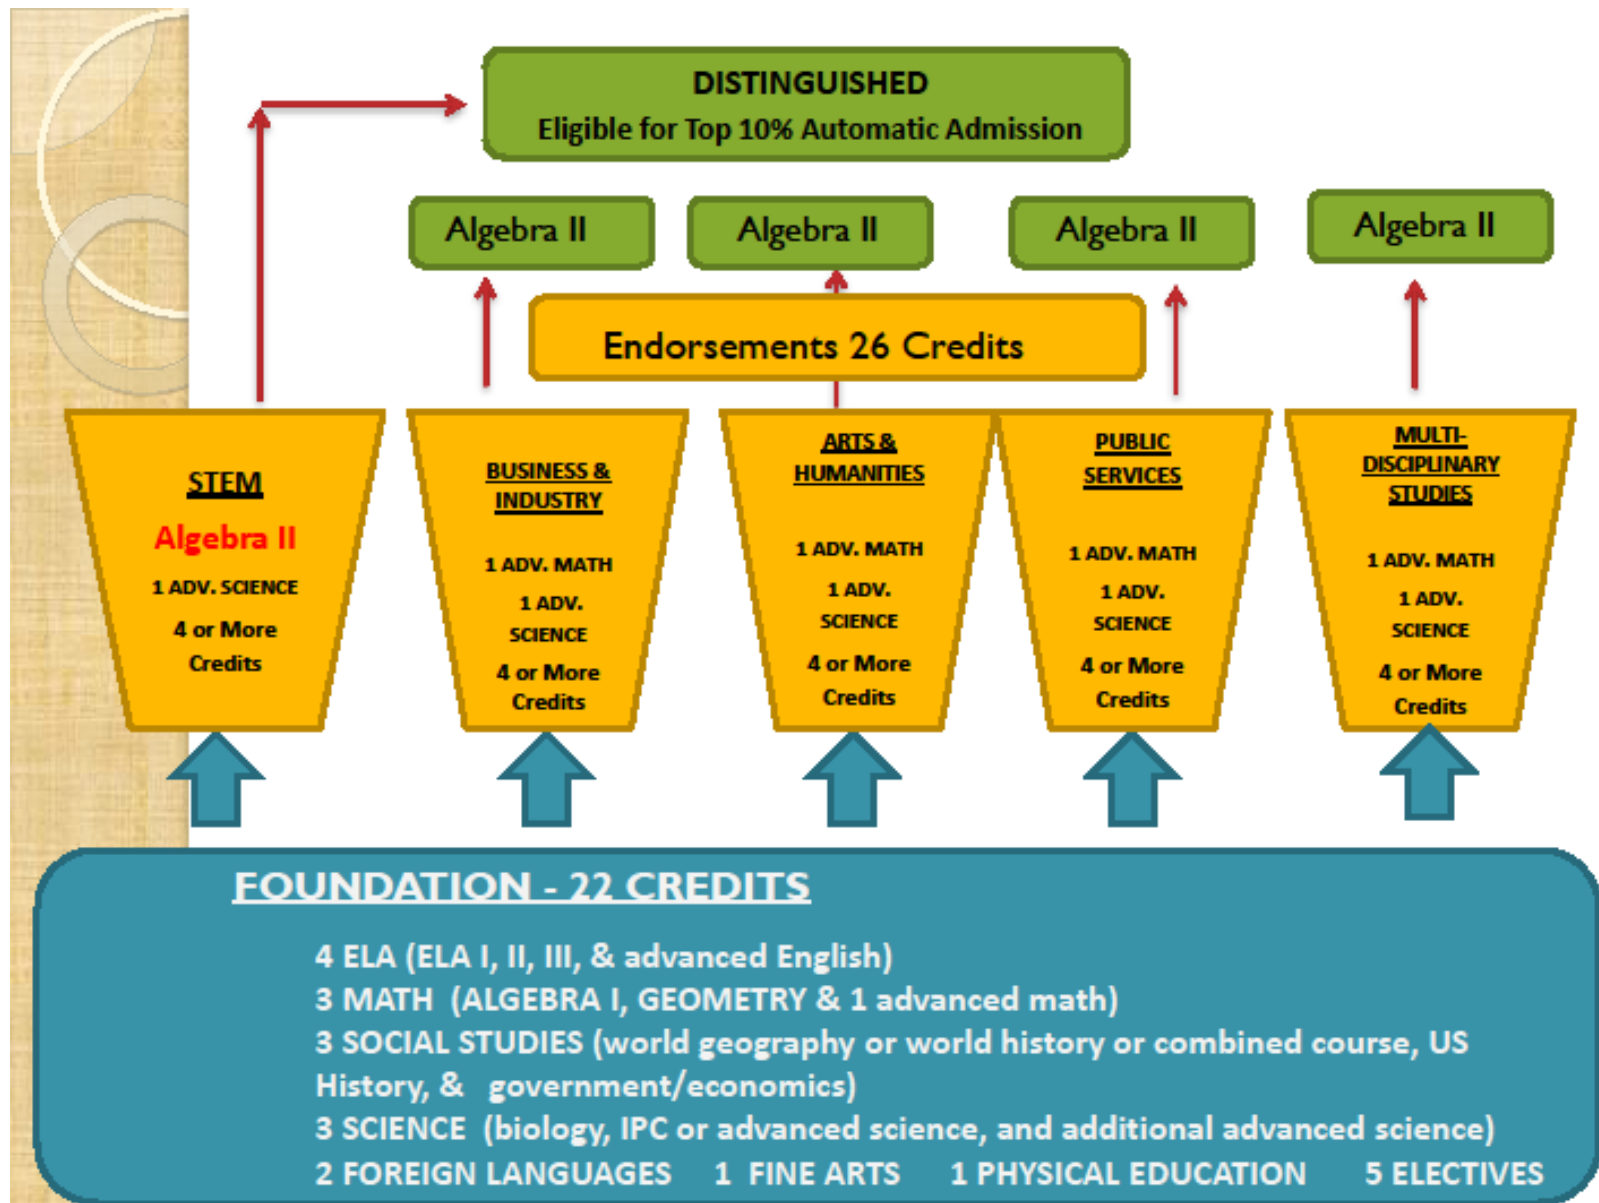 DISTINGUISHED
Eligible for Top 10% Automatic Admission
Algebra II
Algebra II
Algebra II
Algebra II
Endorsements 26 Credits
STEM
Algebra II
1 ADV. SCIENCE
4 or More
Credits
BUSINESS &
INDUSTRY
1 ADV. MATH
1 ADV.
SCIENCE
4 or More
Credits
ARTS &
HUMANITIES
1 ADV. MATH
1 ADV.
SCIENCE
4 or More
Credits
PUBLIC
SERVICES
1 ADV. MATH
1 ADV.
SCIENCE
4 or More
Credits
MULTI-
DISCIPLINARY
STUDIES
1 ADV. MATH
1 ADV.
SCIENCE
4 or More
Credits
FOUNDATION - 22 CREDITS
4 ELA (ELA I, II, III, & advanced English)
3 MATH (ALGEBRA I, GEOMETRY & 1 advanced math)
3 SOCIAL STUDIES (world geography or world history or combined course, US
History, & government/economics)
3 SCIENCE (biology, IPC or advanced science, and additional advanced science)
2 FOREIGN LANGUAGES 1 FINE ARTS 1 PHYSICAL EDUCATION 5 ELECTIVES